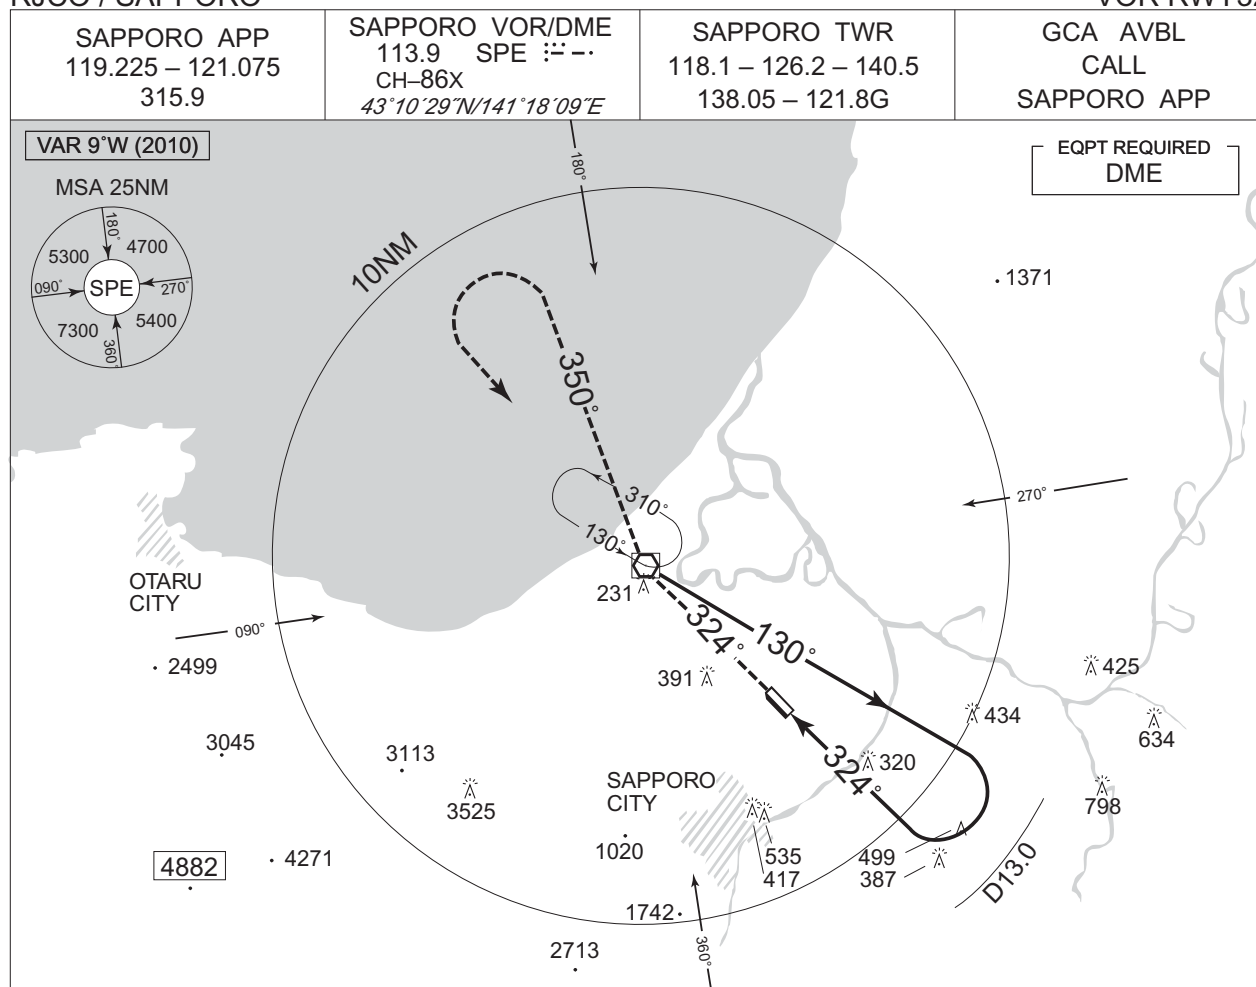 SAPPORO APP
119.225 – 121.075
315.9
SAPPORO VOR/DME
113.9 SPE
CH–86X
43°10´29˝N/141°18´09˝E
SAPPORO TWR
118.1 – 126.2 – 140.5
138.05 – 121.8G
GCA AVBL
CALL
SAPPORO APP
VAR 9°W (2010)
MSA 25NM
180°
5300
4700
090°
SPE
270°
7300
5400
360°
EQPT REQUIRED
DME
180°
10NM
1371
350°
310°
130°
270°
231
OTARU
CITY
090°
324°
130°
2499
391
425
434
634
3045
3113
320
324°
SAPPORO
CITY
3525
798
1020
535
417
499
387
D13.0
4882
4271
1742
360°
2713